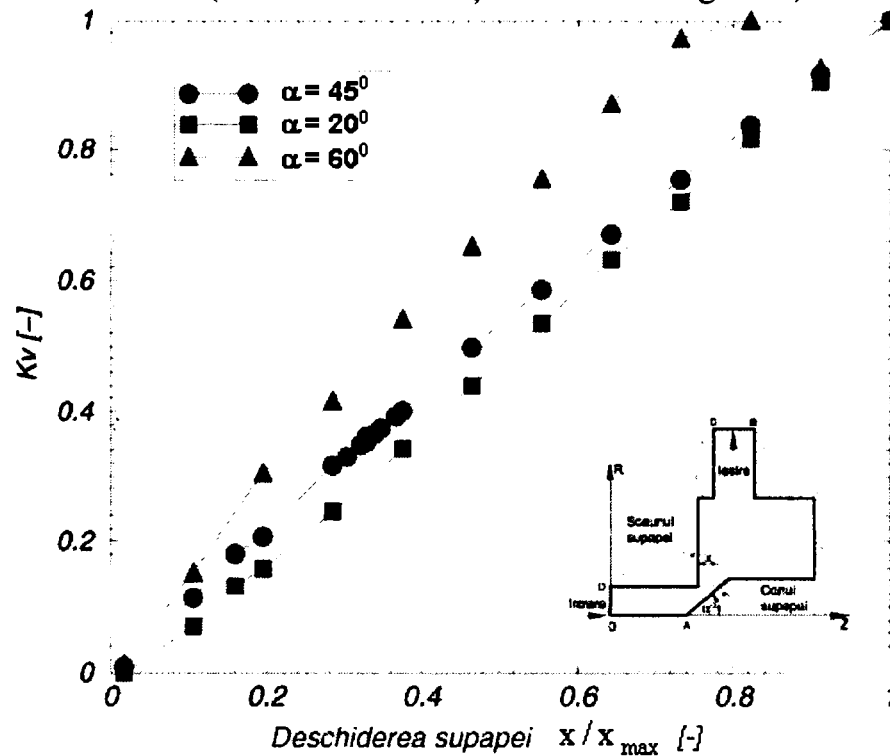 α = 45⁰
α = 20⁰
α = 60⁰
1
0.8
0.6
0.4
0.2
0
Kv [–]
0
0.2
0.4
0.6
0.8
Deschiderea supapei x / x max [-]
R
Scaunul
supapei
Iesire
x
D
Intrare
O
A
Conul
supapei
Z